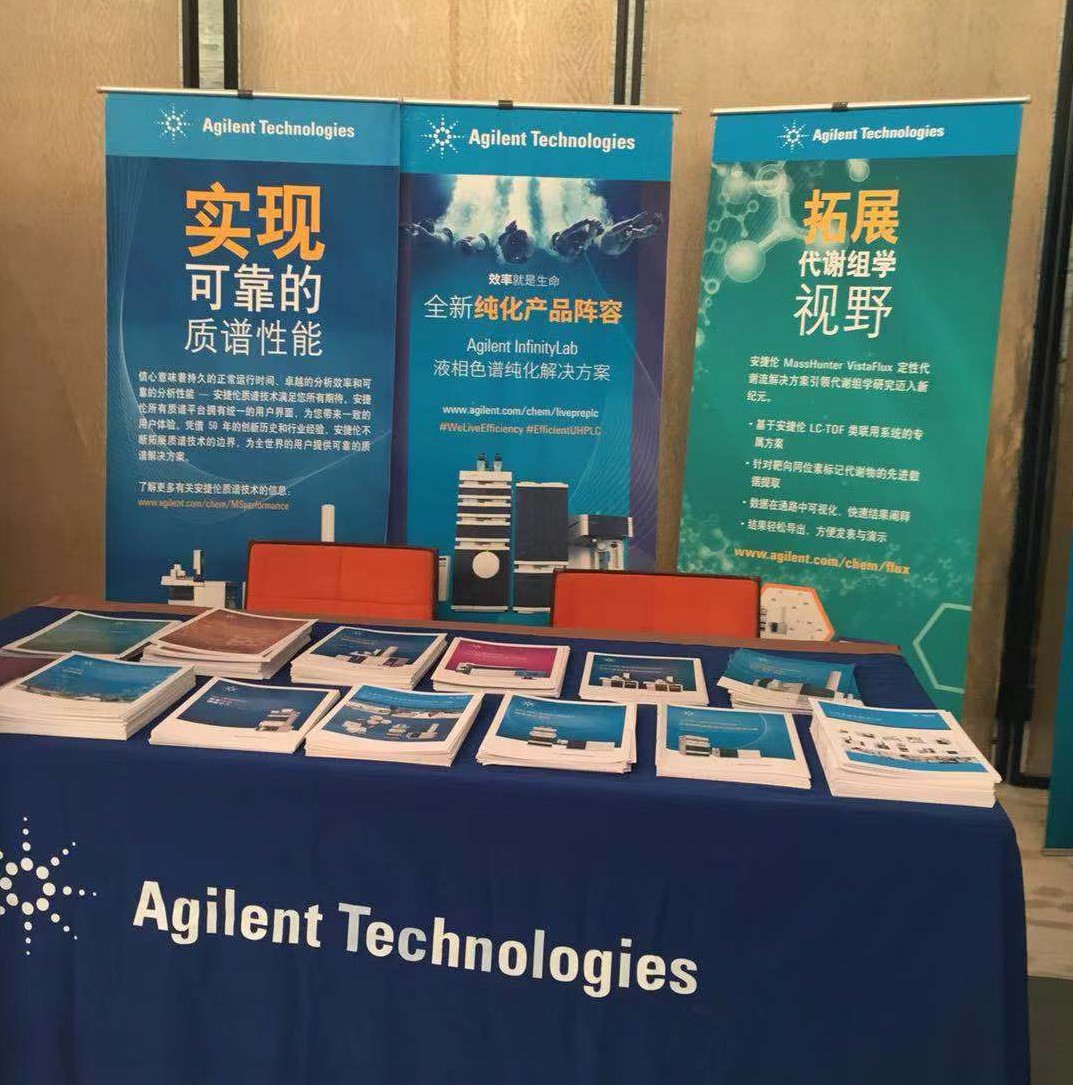 Agilent Technologies
实现
可靠的
质谱性能
信心意味着持久的正常运行时间、卓越的分析效率和可
靠的分析性能 — 安捷伦质谱技术满足您所有期待。安捷
伦所有质谱平台拥有统一的用户界面，为您带来一致的
用户体验。凭借 50 年的创新历史和行业经验，安捷伦不
断拓展质谱技术的边界，为全世界的用户提供可靠的质
谱解决方案。
了解更多有关安捷伦质谱技术的信息：
www.agilent.com/chem/MSperformance
Agilent Technologies
效率就是生命
全新纯化产品阵容
Agilent InfinityLab
液相色谱纯化解决方案
www.agilent.com/chem/liveprepic
#WeLiveEfficiency #EfficientUHPLC
Agilent Technologies
拓展
代谢组学
视野
安捷伦 MassHunter VistaFlux 定性代
谢流解决方案引领代谢组学研究迈入新
纪元。
· 基于安捷伦 LC-TOF 类联用系统的专
属方案
· 针对靶向同位素标记代谢物的先进数
据提取
· 数据在通路中可视化、快速结果阐释
· 结果轻松导出、方便发表与演示
www.agilent.com/chem/flux
Agilent Technologies